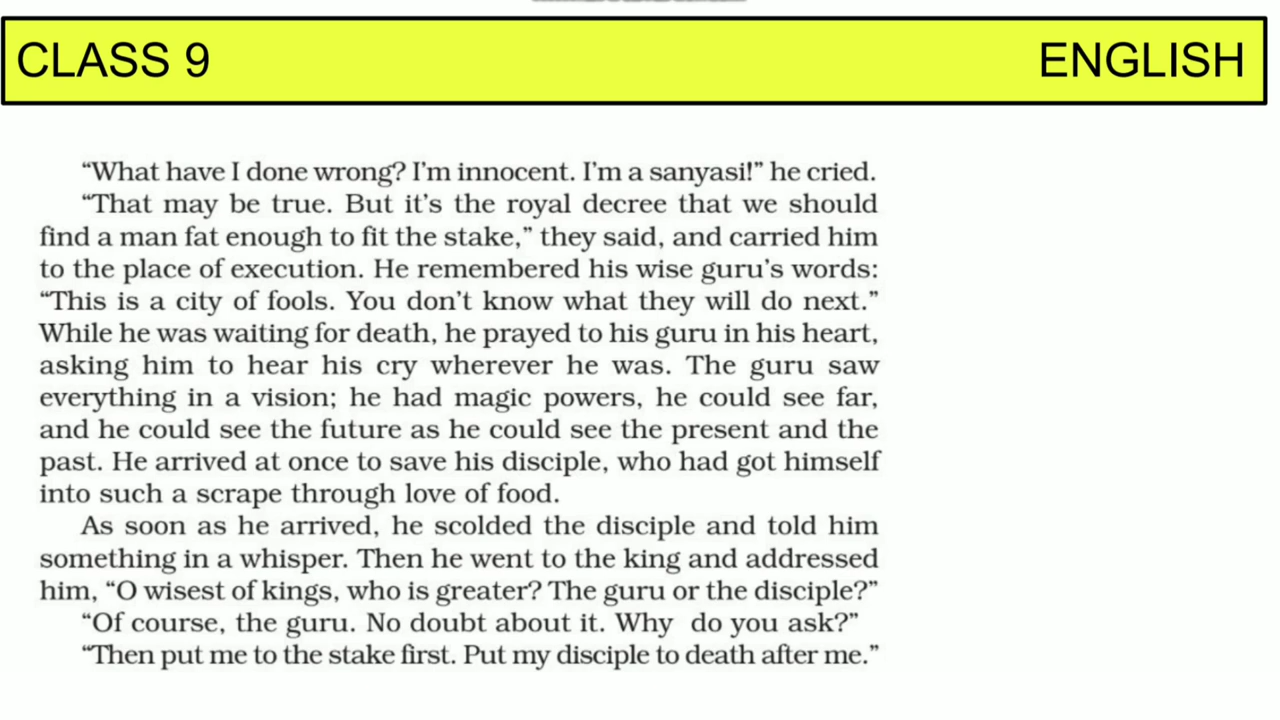 CLASS 9 ENGLISH
“What have I done wrong? I’m innocent. I’m a sanyasi!” he cried.
“That may be true. But it’s the royal decree that we should
find a man fat enough to fit the stake,” they said, and carried him
to the place of execution. He remembered his wise guru’s words:
“This is a city of fools. You don’t know what they will do next.”
While he was waiting for death, he prayed to his guru in his heart,
asking him to hear his cry wherever he was. The guru saw
everything in a vision; he had magic powers, he could see far,
and he could see the future as he could see the present and the
past. He arrived at once to save his disciple, who had got himself
into such a scrape through love of food.
As soon as he arrived, he scolded the disciple and told him
something in a whisper. Then he went to the king and addressed
him, “O wisest of kings, who is greater? The guru or the disciple?”
“Of course, the guru. No doubt about it. Why do you ask?”
“Then put me to the stake first. Put my disciple to death after me.”